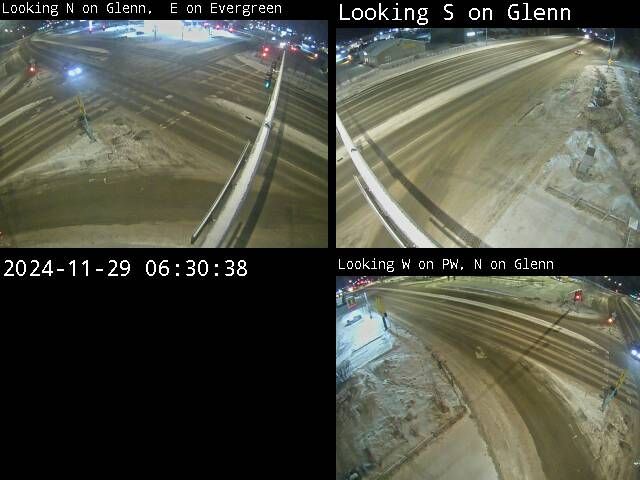 Looking N on Glenn, E on Evergreen
Looking S on Glenn
2024-11-29 06:30:38
Looking W on PW, N on Glenn